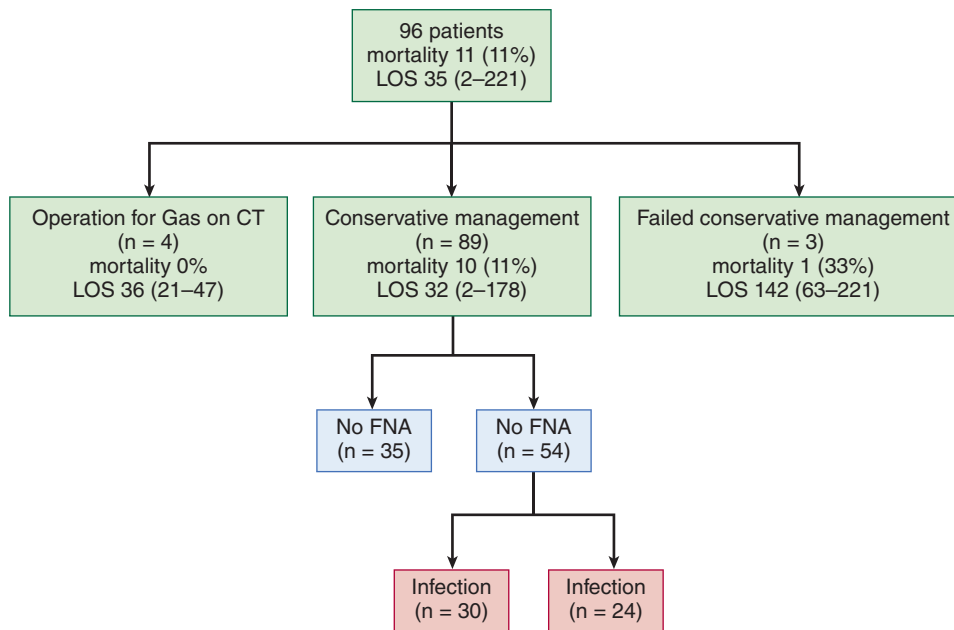 96 patients
mortality 11 (11%)
LOS 35 (2–221)
Operation for Gas on CT
(n = 4)
mortality 0%
LOS 36 (21–47)
Conservative management
(n = 89)
mortality 10 (11%)
LOS 32 (2–178)
Failed conservative management
(n = 3)
mortality 1 (33%)
LOS 142 (63–221)
No FNA
(n = 35)
No FNA
(n = 54)
Infection
(n = 30)
Infection
(n = 24)